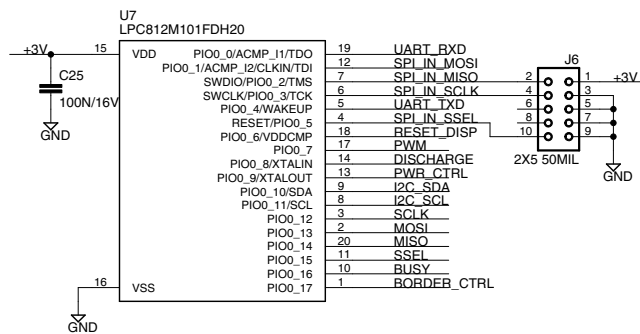 U7
LPC812M101FDH20
+3V
15
VDD
C25
100N/16V
GND
16
VSS
GND
PIO0_0/ACMP_I1/TDO 19 UART_RXD
PIO0_1/ACMP_I2/CLKIN/TDI 12 SPI_IN_MOSI
SWDIO/PIO0_2/TMS 7 SPI_IN_MISO
SWCLK/PIO0_3/TCK 6 SPI_IN_SCLK
PIO0_4/WAKEUP 5 UART_TXD
RESET/PIO0_5 4 SPI_IN_SSEL
PIO0_6/VDDCMP 18 RESET_DISP
PIO0_7 17 PWM
PIO0_8/XTALIN 14 DISCHARGE
PIO0_9/XTALOUT 13 PWR_CTRL
PIO0_10/SDA 9 I2C_SDA
PIO0_11/SCL 8 I2C_SCL
PIO0_12 3 SCLK
PIO0_13 2 MOSI
PIO0_14 20 MISO
PIO0_15 11 SSEL
PIO0_16 10 BUSY
PIO0_17 1 BORDER_CTRL
J6
2 1 +3V
4 3
6 5
8 7
10 9
2X5 50MIL
GND